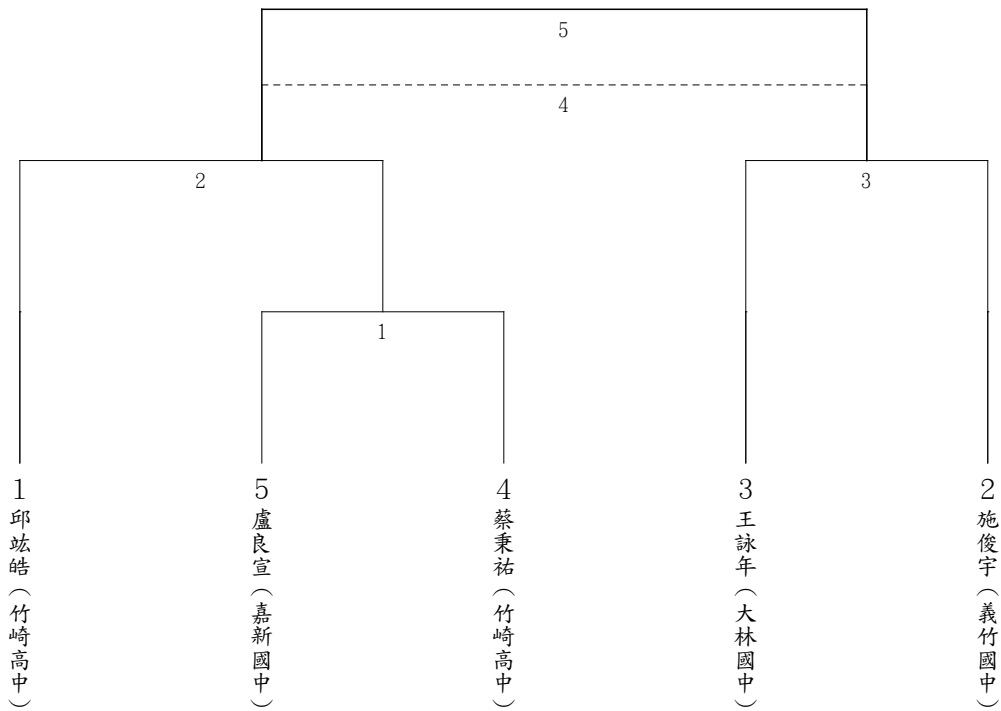 5
4
2
3
1
1 邱竑皓（竹崎高中）
5 盧良宣（嘉新國中）
4 蔡秉祐（竹崎高中）
3 王詠年（大林國中）
2 施俊宇（義竹國中）